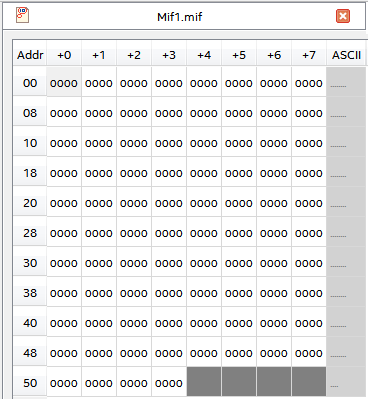 Mif1.mif
Addr +0 +1 +2 +3 +4 +5 +6 +7 ASCII
00 0000 0000 0000 0000 0000 0000 0000 0000 ........
08 0000 0000 0000 0000 0000 0000 0000 0000 ........
10 0000 0000 0000 0000 0000 0000 0000 0000 ........
18 0000 0000 0000 0000 0000 0000 0000 0000 ........
20 0000 0000 0000 0000 0000 0000 0000 0000 ........
28 0000 0000 0000 0000 0000 0000 0000 0000 ........
30 0000 0000 0000 0000 0000 0000 0000 0000 ........
38 0000 0000 0000 0000 0000 0000 0000 0000 ........
40 0000 0000 0000 0000 0000 0000 0000 0000 ........
48 0000 0000 0000 0000 0000 0000 0000 0000 ........
50 0000 0000 0000 0000 ....